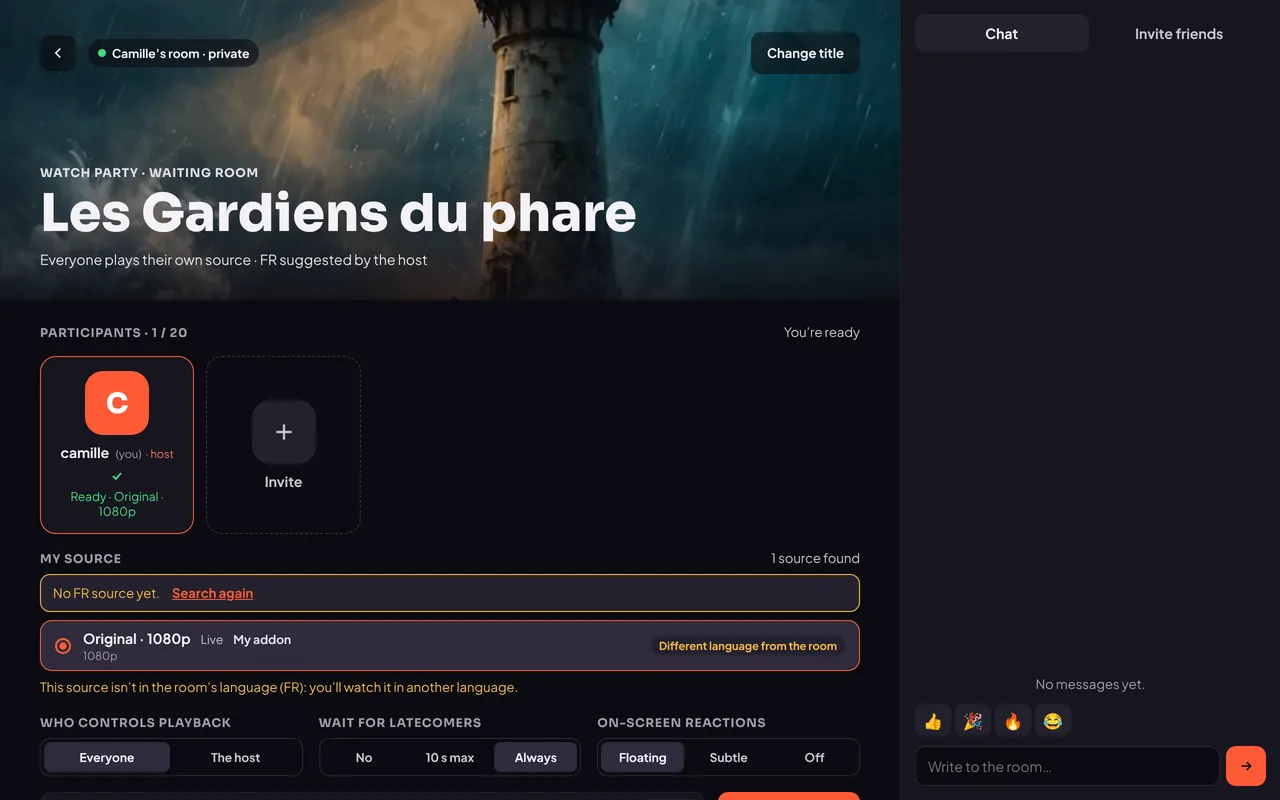 Camille's room · private
Change title
WATCH PARTY · WAITING ROOM
Les Gardiens du phare
Everyone plays their own source · FR suggested by the host
PARTICIPANTS · 1 / 20
You're ready
C
camille (you) · host
Ready · Original ·
1080p
+
Invite
MY SOURCE
1 source found
No FR source yet. Search again
Original · 1080p Live My addon
1080p
Different language from the room
This source isn't in the room's language (FR): you'll watch it in another language.
WHO CONTROLS PLAYBACK
Everyone The host
WAIT FOR LATECOMERS
No 10 s max Always
ON-SCREEN REACTIONS
Floating Subtle Off
Chat Invite friends
No messages yet.
👍 🎉 🔥 😂
Write to the room…